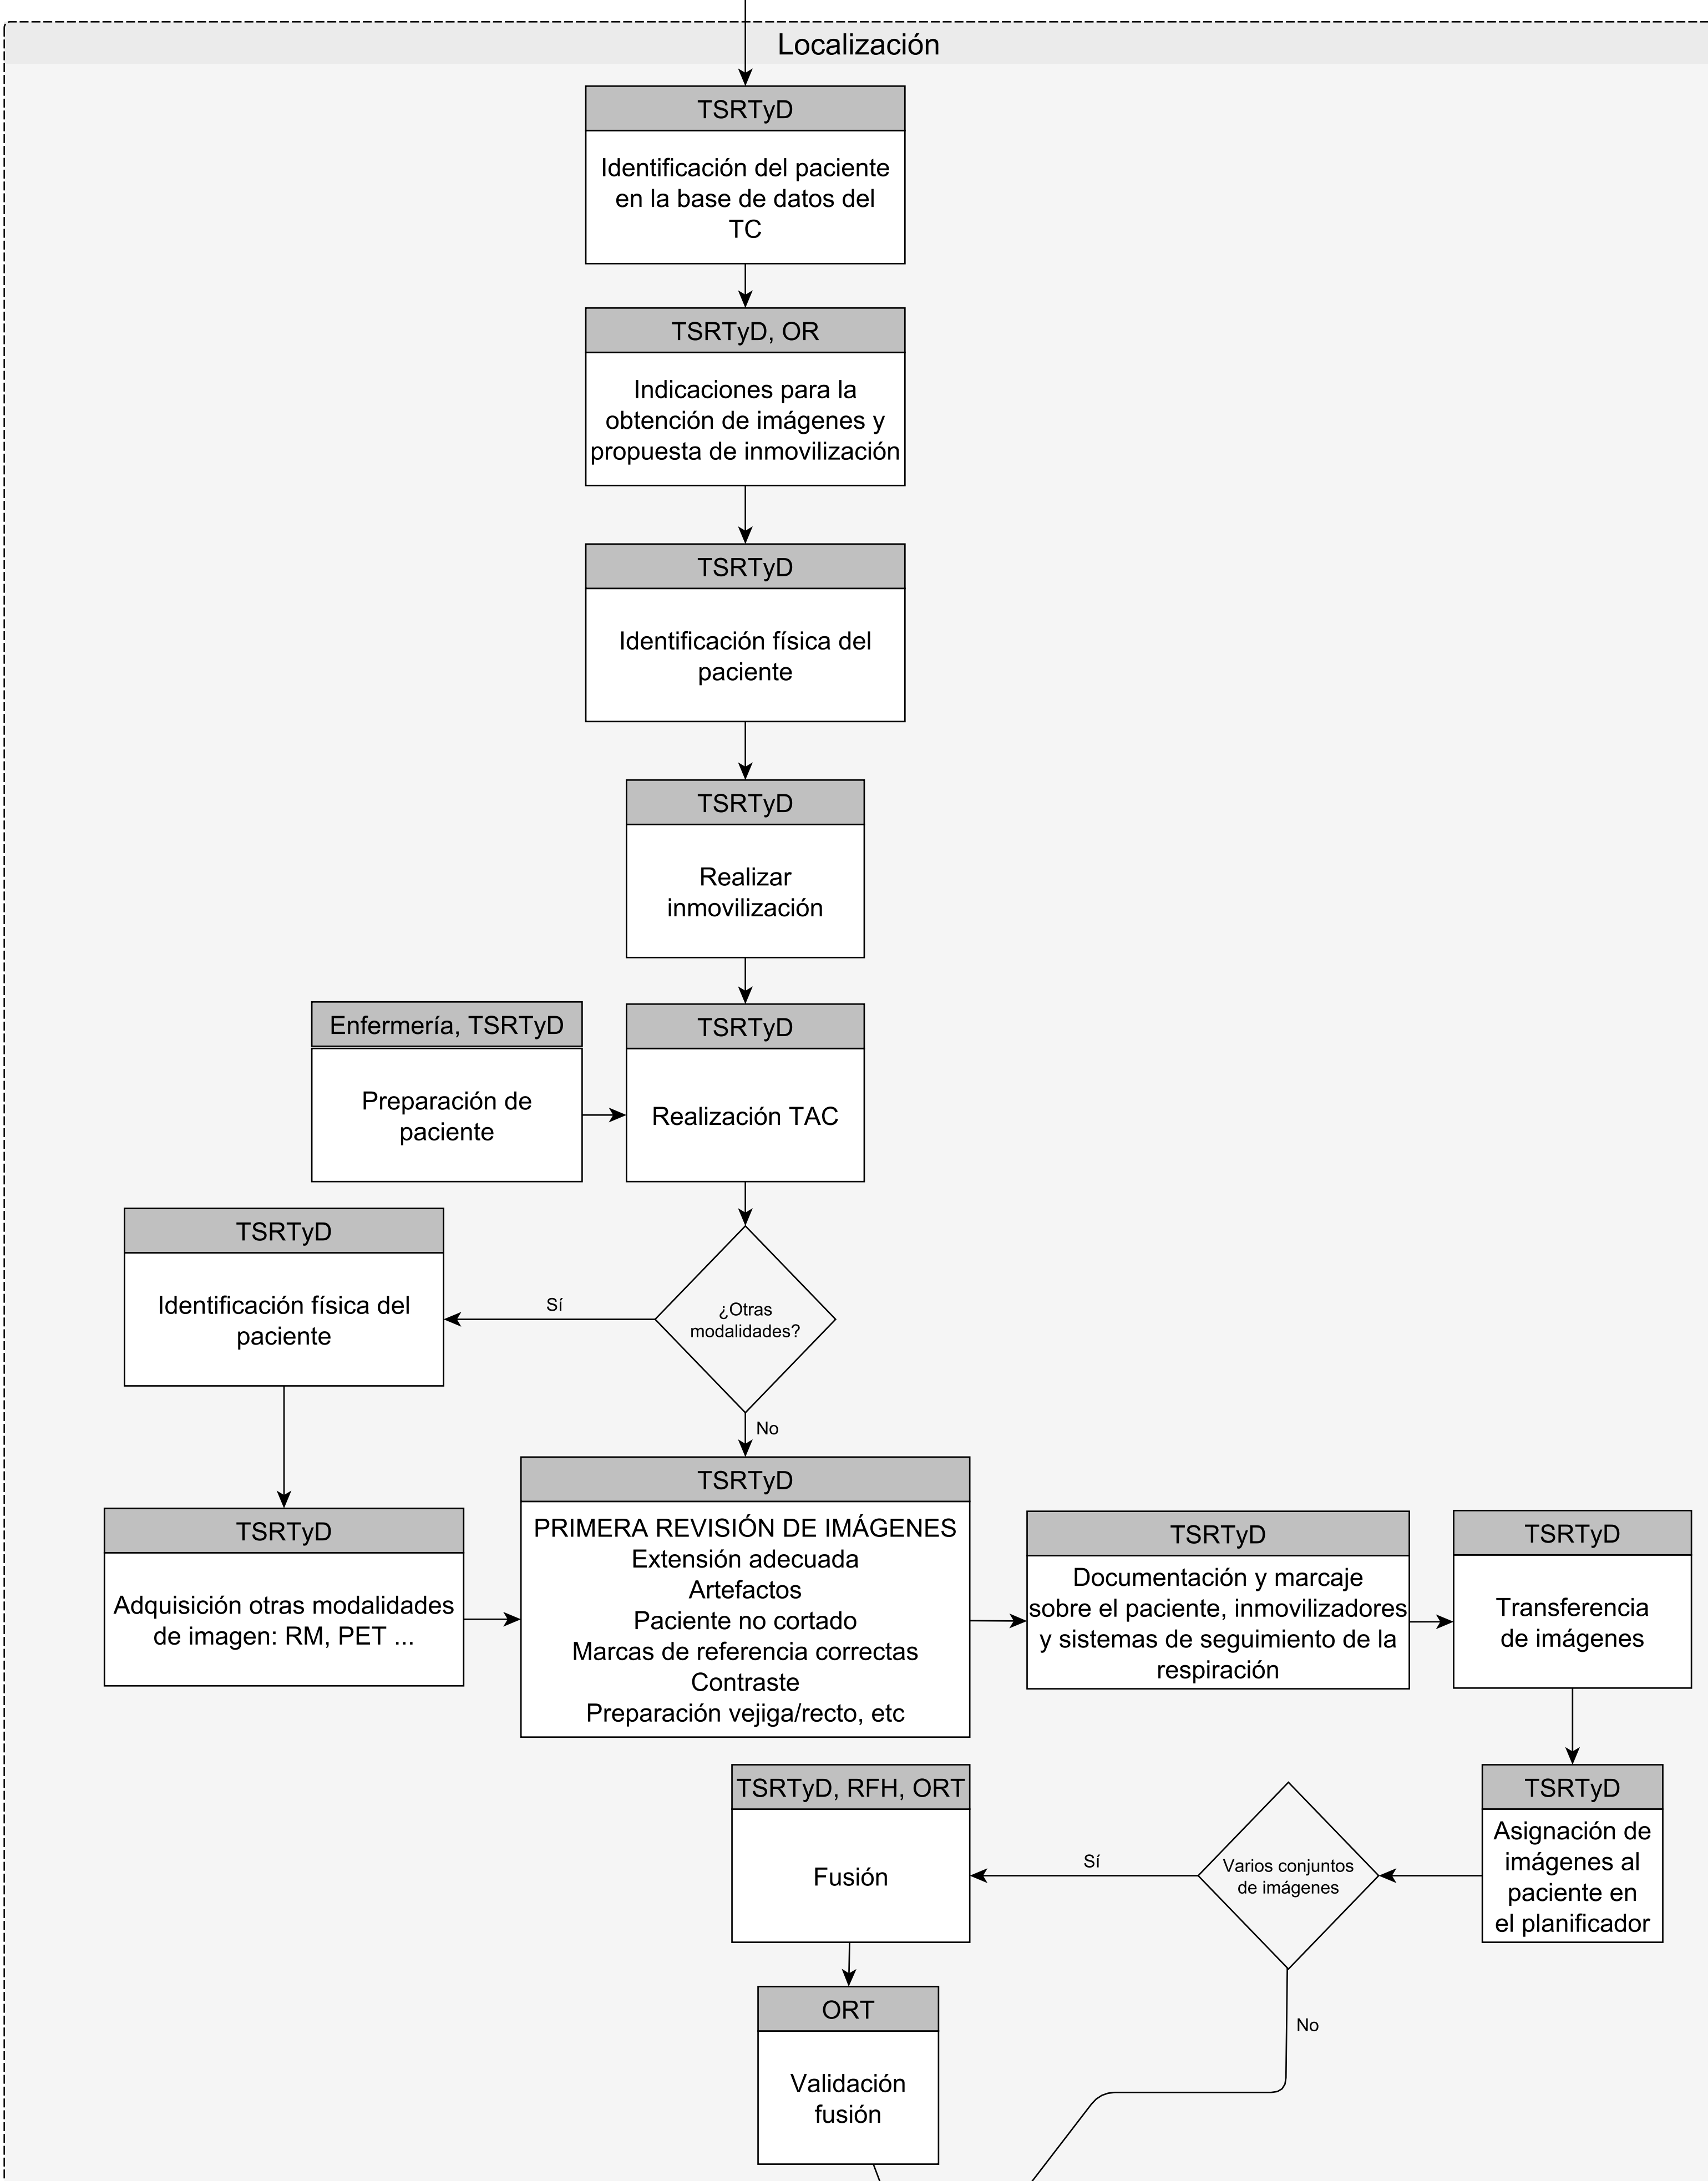 Localización
TSRTyD
Identificación del paciente
en la base de datos del
TC
TSRTyD, OR
Indicaciones para la
obtención de imágenes y
propuesta de inmovilización
TSRTyD
Identificación física del
paciente
TSRTyD
Realizar
inmovilización
Enfermería, TSRTyD
Preparación de
paciente
TSRTyD
Realización TAC
¿Otras
modalidades?
Sí
No
TSRTyD
Identificación física del
paciente
TSRTyD
Adquisición otras modalidades
de imagen: RM, PET ...
TSRTyD
PRIMERA REVISIÓN DE IMÁGENES
Extensión adecuada
Artefactos
Paciente no cortado
Marcas de referencia correctas
Contraste
Preparación vejiga/recto, etc
TSRTyD
Documentación y marcaje
sobre el paciente, inmovilizadores
y sistemas de seguimiento de la
respiración
TSRTyD
Transferencia
de imágenes
TSRTyD
Asignación de
imágenes al
paciente en
el planificador
Varios conjuntos
de imágenes
Sí
No
TSRTyD, RFH, ORT
Fusión
ORT
Validación
fusión